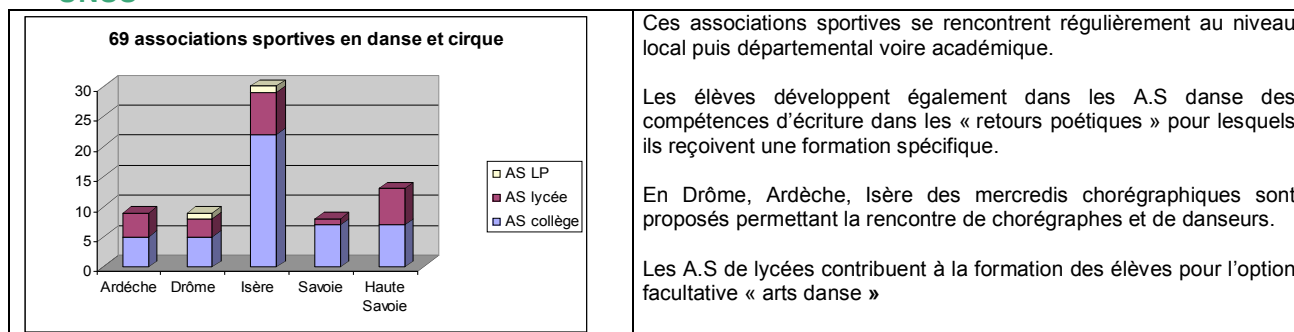 69 associations sportives en danse et cirque
30
25
20
15
10
5
0
Ardéche
Drôme
Isère
Savoie
Haute
Savoie
AS LP
AS lycée
AS collège
Ces associations sportives se rencontrent régulièrement au niveau
local puis départemental voire académique.
Les élèves développent également dans les A.S danse des
compétences d'écriture dans les « retours poétiques » pour lesquels
ils reçoivent une formation spécifique.
En Drôme, Ardèche, Isère des mercredis chorégraphiques sont
proposés permettant la rencontre de chorégraphes et de danseurs.
Les A.S de lycées contribuent à la formation des élèves pour l'option
facultative « arts danse »